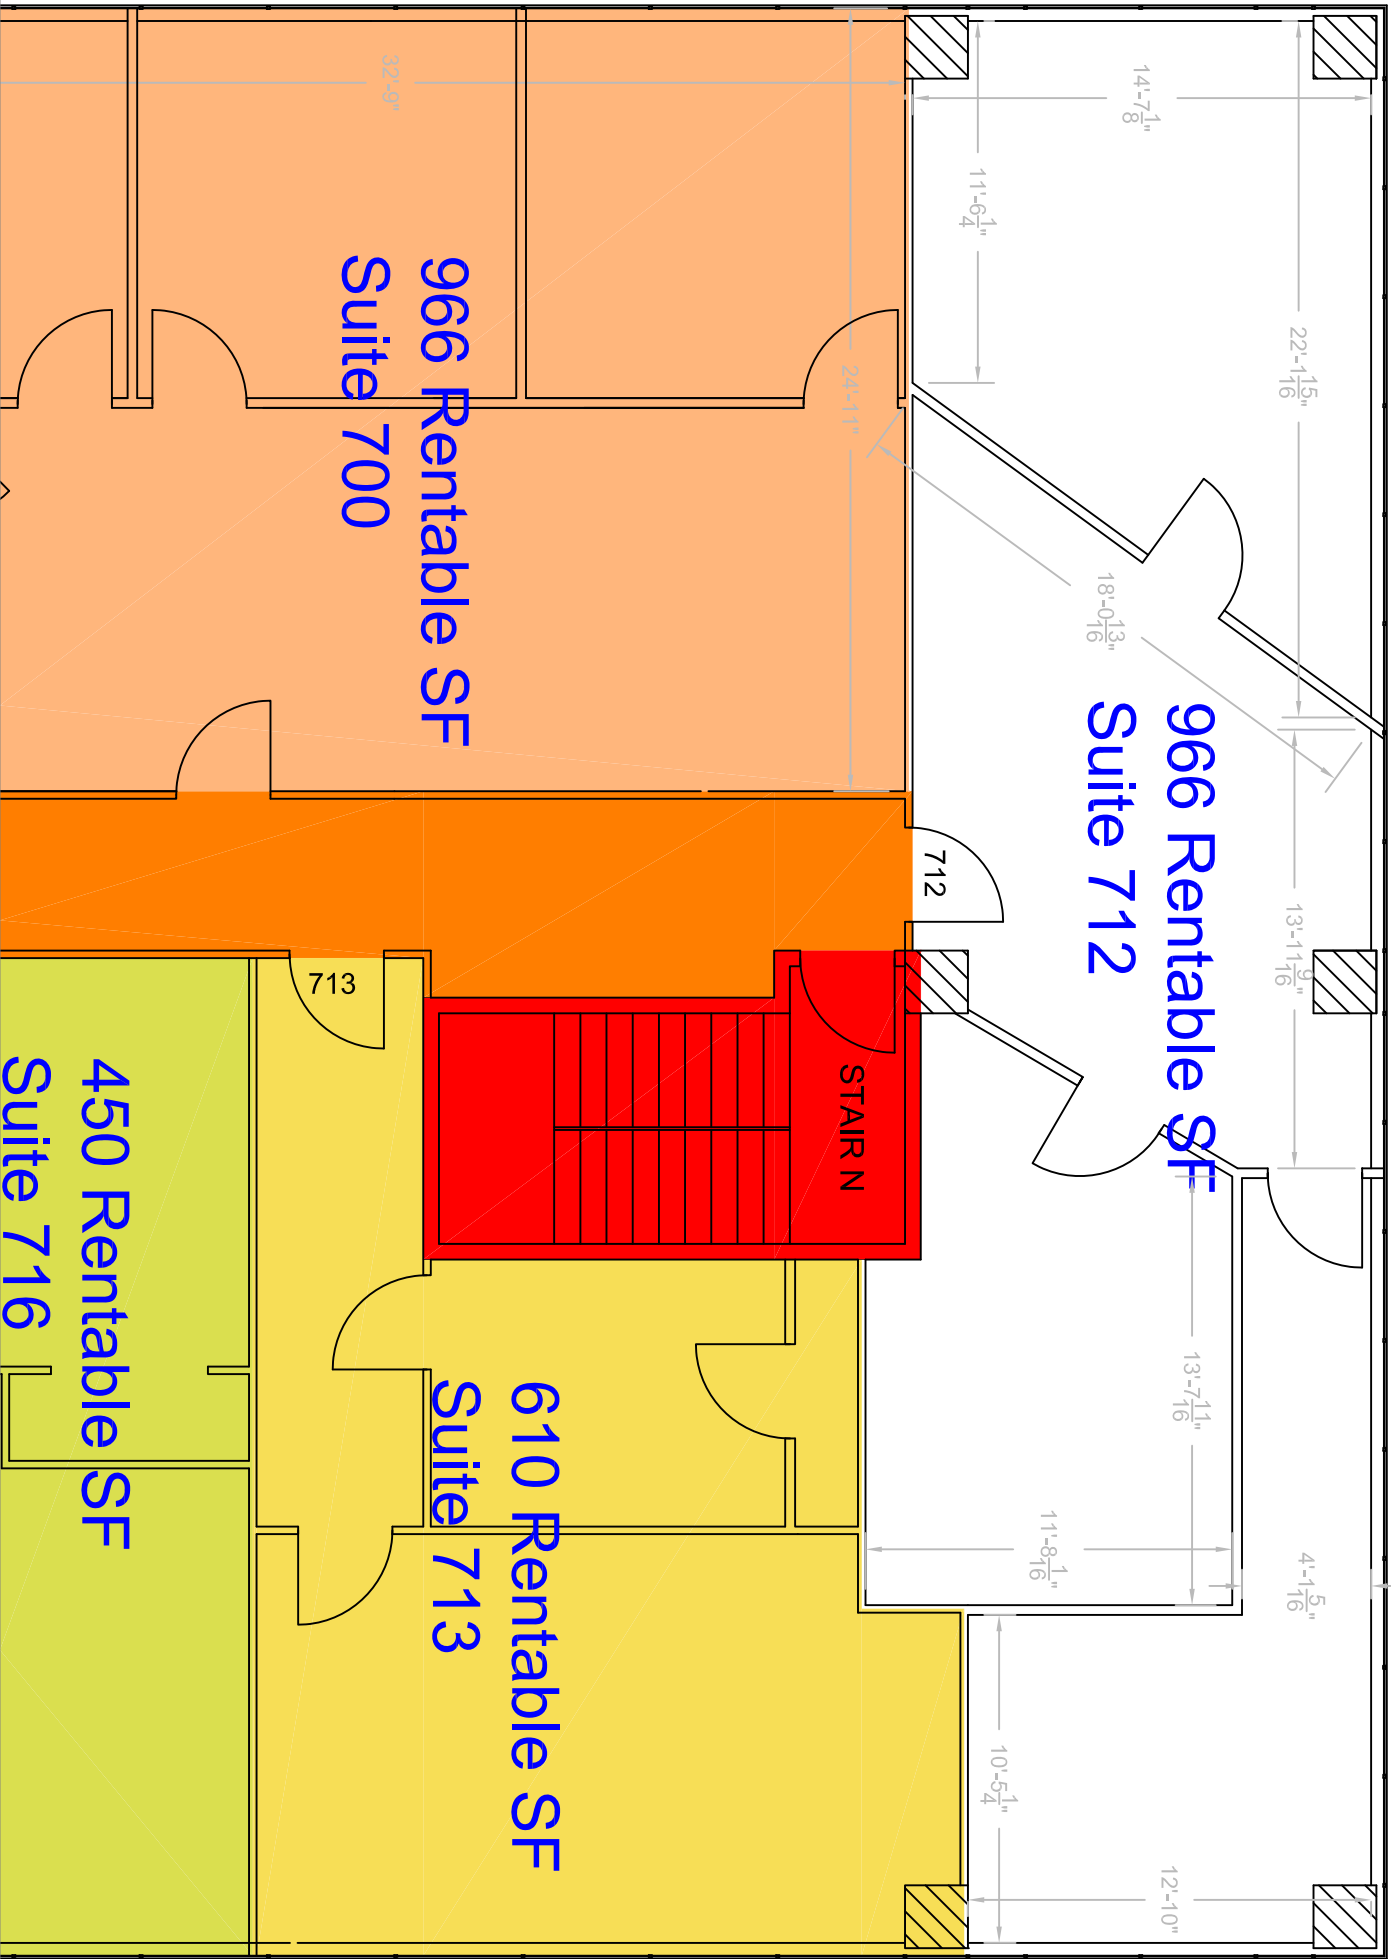 966 Rentable SF
Suite 700
966 Rentable SF
Suite 712
450 Rentable SF
Suite 716
610 Rentable SF
Suite 713
712
713
STAIR N
32'-9"
24'-11"
14'-7 1/8"
11'-6 1/4"
22'-1 15/16"
18'-0 13/16"
13'-11 9/16"
13'-7 11/16"
11'-8 1/16"
4'-1 5/16"
10'-5 1/4"
12'-10"